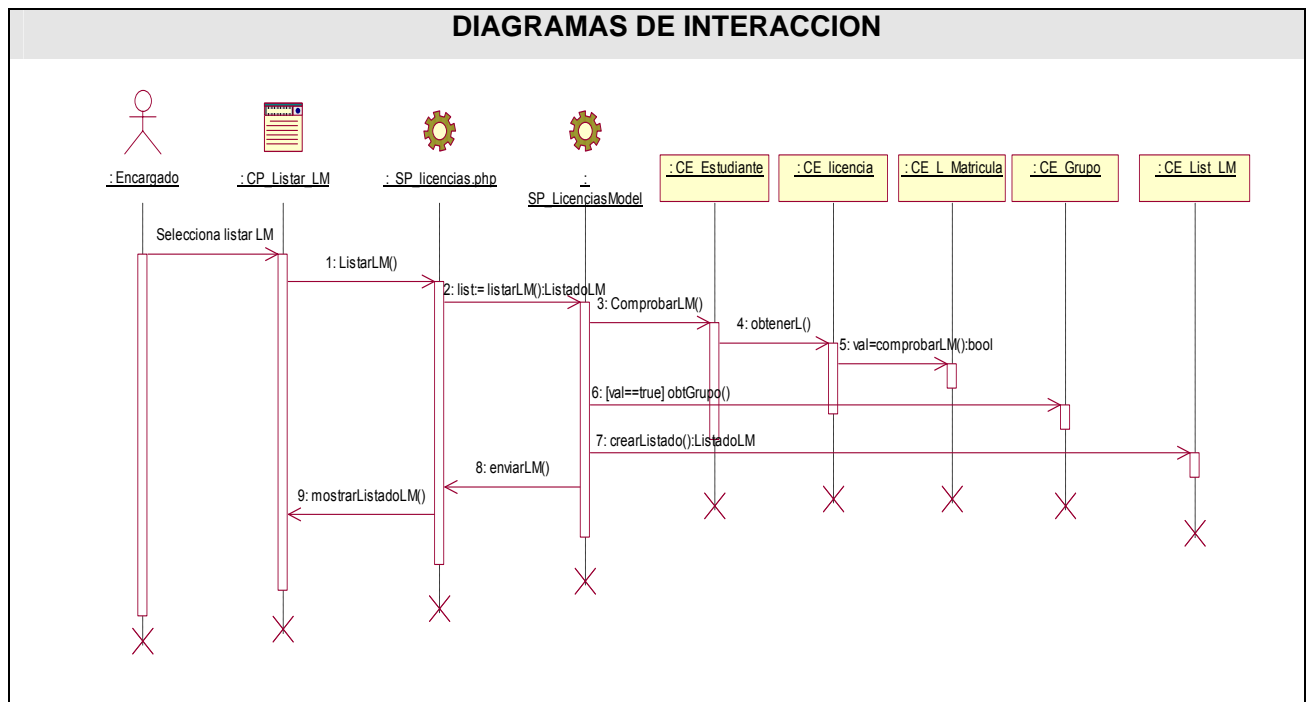 DIAGRAMAS DE INTERACCION
: Encargado
: CP_Listar_LM
: SP_licencias.php
:
SP_LicenciasModel
: CE_Estudiante
: CE_licencia
: CE_L_Matricula
: CE_Grupo
: CE_List_LM
Selecciona listar LM
1: ListarLM()
2: list:= listarLM():ListadoLM
3: ComprobarLM()
4: obtenerL()
5: val=comprobarLM():bool
6: [val==true] obtGrupo()
7: crearListado():ListadoLM
8: enviarLM()
9: mostrarListadoLM()